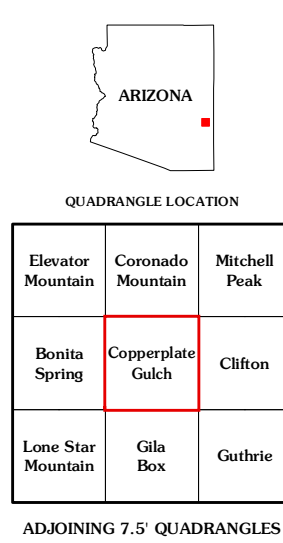 ARIZONA
QUADRANGLE LOCATION
Elevator Mountain
Coronado Mountain
Mitchell Peak
Bonita Spring
Copperplate Gulch
Clifton
Lone Star Mountain
Gila Box
Guthrie
ADJOINING 7.5' QUADRANGLES